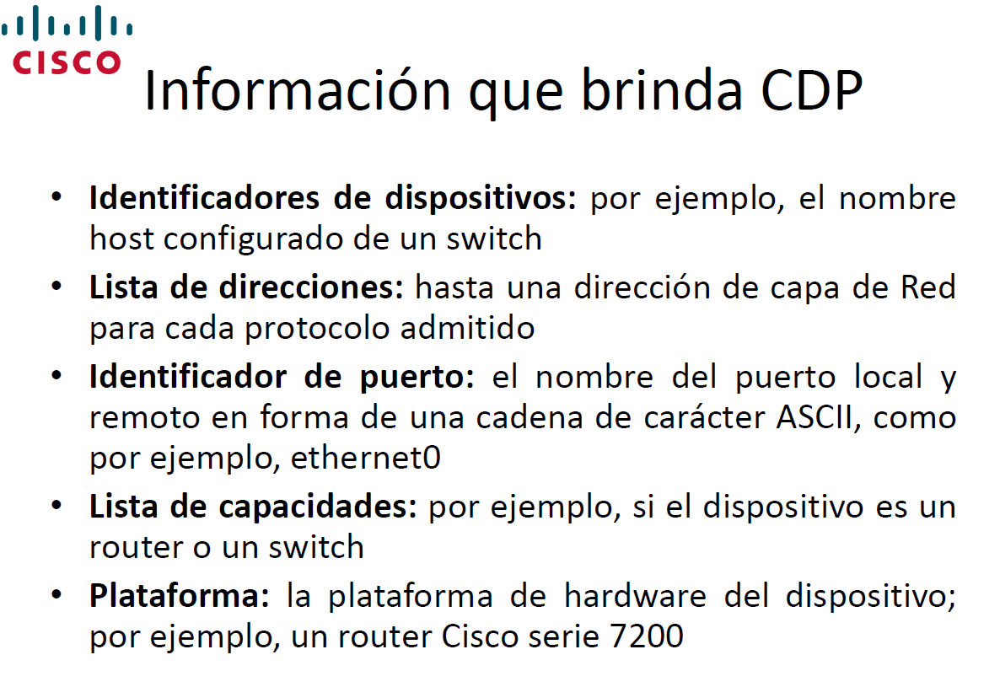 CISCO
Información que brinda CDP
• Identificadores de dispositivos: por ejemplo, el nombre
host configurado de un switch
• Lista de direcciones: hasta una dirección de capa de Red
para cada protocolo admitido
• Identificador de puerto: el nombre del puerto local y
remoto en forma de una cadena de carácter ASCII, como
por ejemplo, ethernet0
• Lista de capacidades: por ejemplo, si el dispositivo es un
router o un switch
• Plataforma: la plataforma de hardware del dispositivo;
por ejemplo, un router Cisco serie 7200